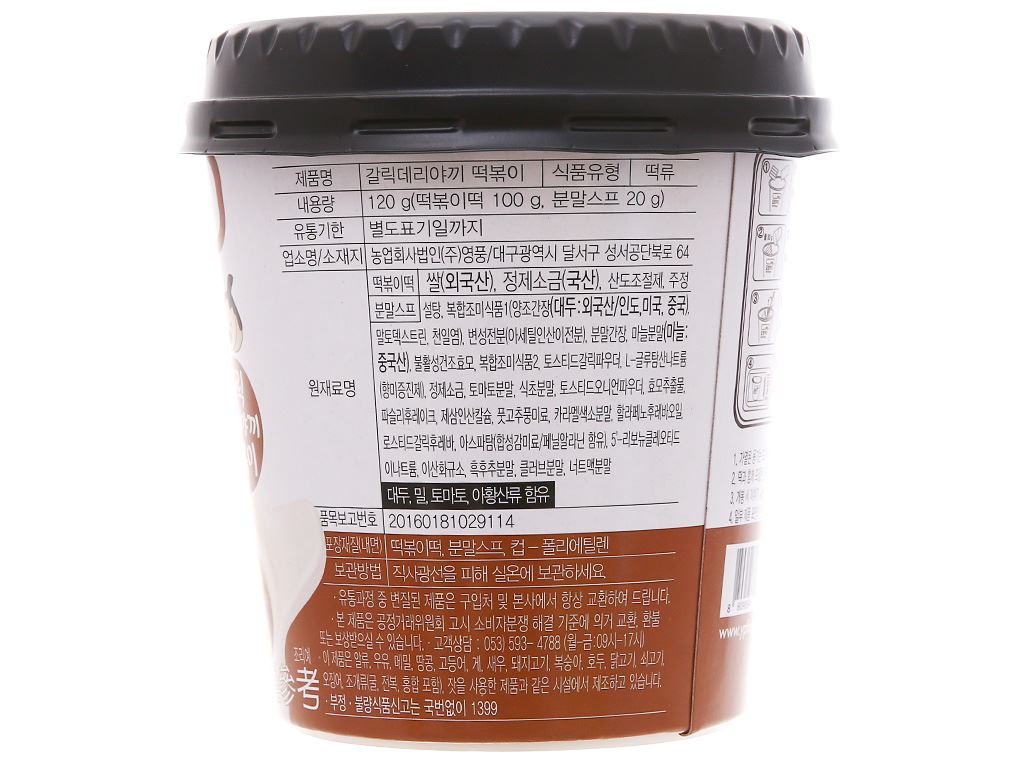 제품명 갈릭데리야끼 떡볶이 식품유형 떡류
내용량 120 g(떡볶이떡 100 g, 분말스프 20 g)
유통기한 별도표기일까지
업소명/소재지 농업회사법인(주)영풍/대구광역시 달서구 성서공단북로 64
원재료명
떡볶이떡 쌀(외국산), 정제소금(국산), 산도조절제, 주정
분말스프 설탕, 복합조미식품1(양조간장(대두:외국산/인도,미국, 중국),
말토덱스트린, 천일염), 변성전분(아세틸인산이전분), 분말간장, 마늘분말(마늘:
중국산), 불활성건조효모, 복합조미식품2, 토스티드갈릭파우더, L-글루탐산나트륨
(향미증진제), 정제소금, 토마토분말, 식초분말, 토스티드오니언파우더, 효모추출물,
파슬리후레이크, 제삼인산칼슘, 풋고추풍미료, 카라멜색소분말, 할라피노후레바오일,
로스티드갈릭후레바, 아스파탐(합성감미료/페닐알라닌 함유), 5'-리보뉴클레오티드
이나트륨, 이산화규소, 흑후추분말, 클러브분말, 너트맥분말
대두, 밀, 토마토, 아황산류 함유
품목보고번호 20160181029114
포장재질(내면) 떡볶이떡, 분말스프, 컵-폴리에틸렌
보관방법 직사광선을 피해 실온에 보관하세요.
· 유통과정 중 변질된 제품은 구입처 및 본사에서 항상 교환하여 드립니다.
· 본 제품은 공정거래위원회 고시 소비자분쟁 해결 기준에 의거 교환, 환불
또는 보상받으실 수 있습니다. · 고객상담 : 053) 593- 4788 (월-금:09시-17시)
· 이 제품은 알류, 우유, 메밀, 땅콩, 고등어, 게, 새우, 돼지고기, 복숭아, 호두, 닭고기, 쇠고기,
오징어, 조개류(굴, 전복, 홍합 포함), 잣을 사용한 제품과 같은 시설에서 제조하고 있습니다.
· 부정 · 불량식품신고는 국번없이 1399
조리예
參考
1
2
3
4